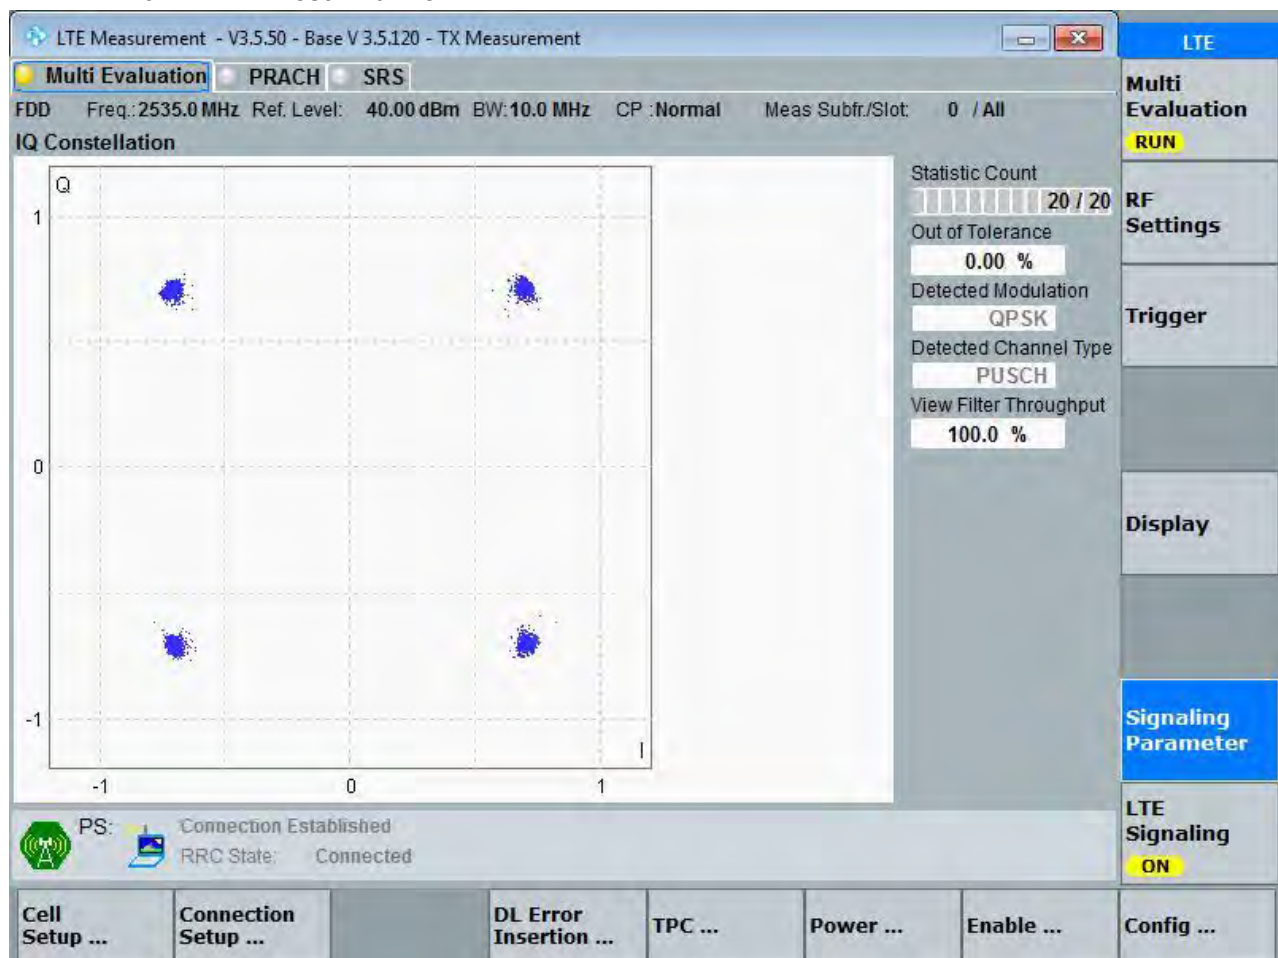 LTE Measurement - V3.5.50 - Base V 3.5.120 - TX Measurement
LTE
Multi Evaluation PRACH SRS
FDD Freq.:2535.0 MHz Ref. Level: 40.00 dBm BW:10.0 MHz CP :Normal Meas Subfr./Slot: 0 / All
IQ Constellation
Q
1
0
-1
-1 0 1
I
Statistic Count
20 / 20
Out of Tolerance
0.00 %
Detected Modulation
QPSK
Detected Channel Type
PUSCH
View Filter Throughput
100.0 %
Multi
Evaluation
RUN
RF
Settings
Trigger
Display
Signaling
Parameter
LTE
Signaling
ON
PS: Connection Established
RRC State: Connected
Cell
Setup ...
Connection
Setup ...
DL Error
Insertion ...
TPC ...
Power ...
Enable ...
Config ...